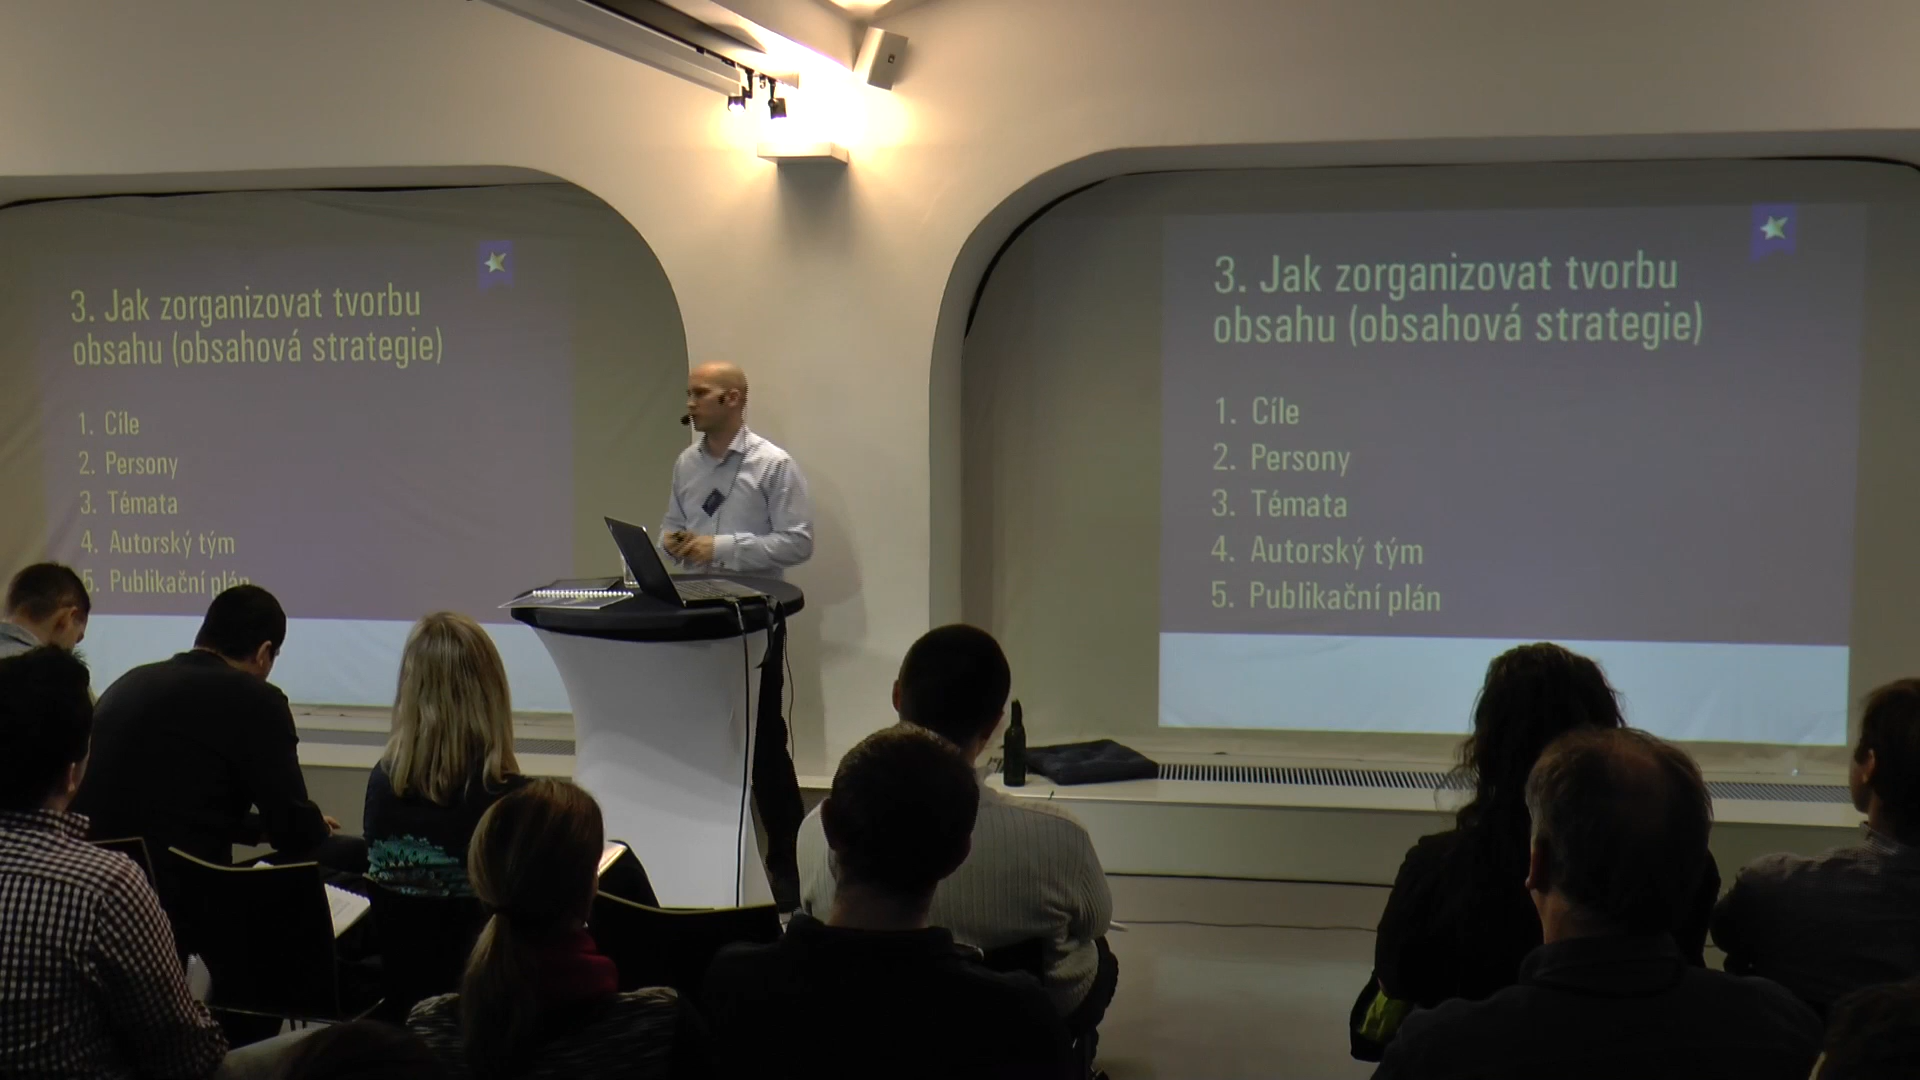 3. Jak zorganizovat tvorbu
obsahu (obsahová strategie)
1. Cíle
2. Persony
3. Témata
4. Autorský tým
5. Publikační plán
3. Jak zorganizovat tvorbu
obsahu (obsahová strategie)
1. Cíle
2. Persony
3. Témata
4. Autorský tým
5. Publikační plán